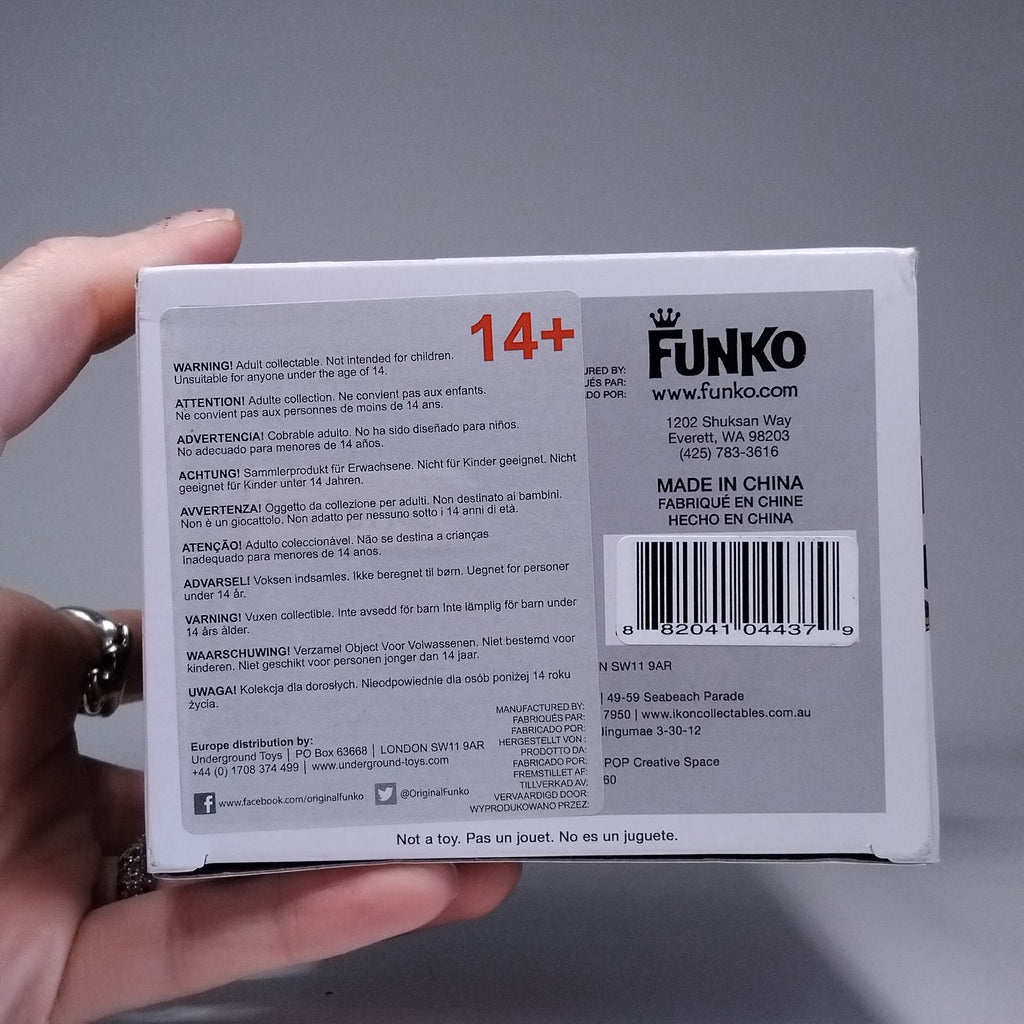 14+
WARNING! Adult collectable. Not intended for children.
Unsuitable for anyone under the age of 14.
ATTENTION! Adulte collection. Ne convient pas aux enfants.
Ne convient pas aux personnes de moins de 14 ans.
ADVERTENCIA! Cobrable adulto. No ha sido diseñado para niños.
No adecuado para menores de 14 años.
ACHTUNG! Sammlerprodukt für Erwachsene. Nicht für Kinder geeignet. Nicht
geeignet für Kinder unter 14 Jahren.
AVVERTENZA! Oggetto da collezione per adulti. Non destinato ai bambini.
Non è un giocattolo. Non adatto per nessuno sotto i 14 anni di età.
ATENÇÃO! Adulto coleccionável. Não se destina a crianças
Inadequado para menores de 14 anos.
ADVARSEL! Voksen indsamles. Ikke beregnet til børn. Uegnet for personer
under 14 år.
VARNING! Vuxen collectible. Inte avsedd för barn Inte lämplig för barn under
14 års ålder.
WAARSCHUWING! Verzamel Object Voor Volwassenen. Niet bestemd voor
kinderen. Niet geschikt voor personen jonger dan 14 jaar.
UWAGA! Kolekcja dla dorosłych. Nieodpowiednie dla osób poniżej 14 roku
życia.
MANUFACTURED BY:
FABRIQUÉS PAR:
FABRICADO POR:
HERGESTELLT VON :
PRODOTTO DA:
FABRICADO POR:
FREMSTILLET AF:
TILLVERKAD AV:
VERVAARDIGD DOOR:
WYPRODUKOWANO PRZEZ:
Europe distribution by:
Underground Toys | PO Box 63668 | LONDON SW11 9AR
+44 (0) 1708 374 499 | www.underground-toys.com
www.facebook.com/originalfunko
@OriginalFunko
URED BY:
UÉS PAR:
DO POR:
FUNKO
www.funko.com
1202 Shuksan Way
Everett, WA 98203
(425) 783-3616
MADE IN CHINA
FABRIQUÉ EN CHINE
HECHO EN CHINA
8 82041 04437 9
N SW11 9AR
| 49-59 Seabeach Parade
7950 | www.ikoncollectables.com.au
lingumae 3-30-12
POP Creative Space
60
Not a toy. Pas un jouet. No es un juguete.